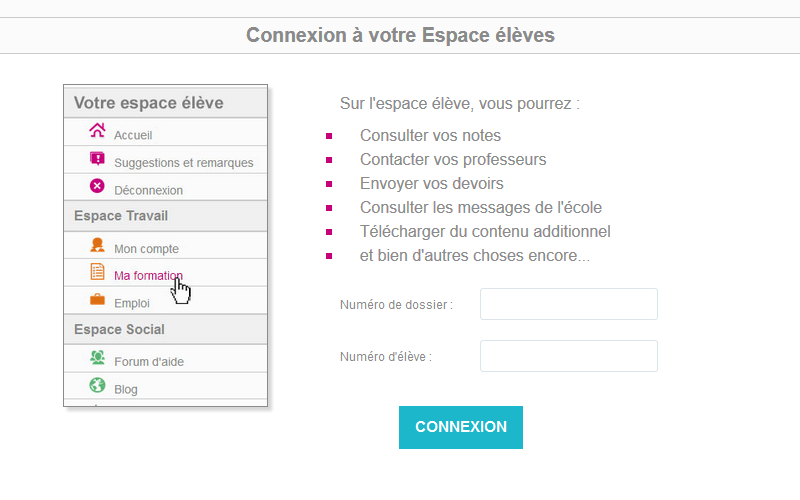 Connexion à votre Espace élèves
Votre espace élève
Accueil
Suggestions et remarques
Déconnexion
Espace Travail
Mon compte
Ma formation
Emploi
Espace Social
Forum d'aide
Blog
Sur l'espace élève, vous pourrez :
Consulter vos notes
Contacter vos professeurs
Envoyer vos devoirs
Consulter les messages de l'école
Télécharger du contenu additionnel
et bien d'autres choses encore...
Numéro de dossier :
Numéro d'élève :
CONNEXION